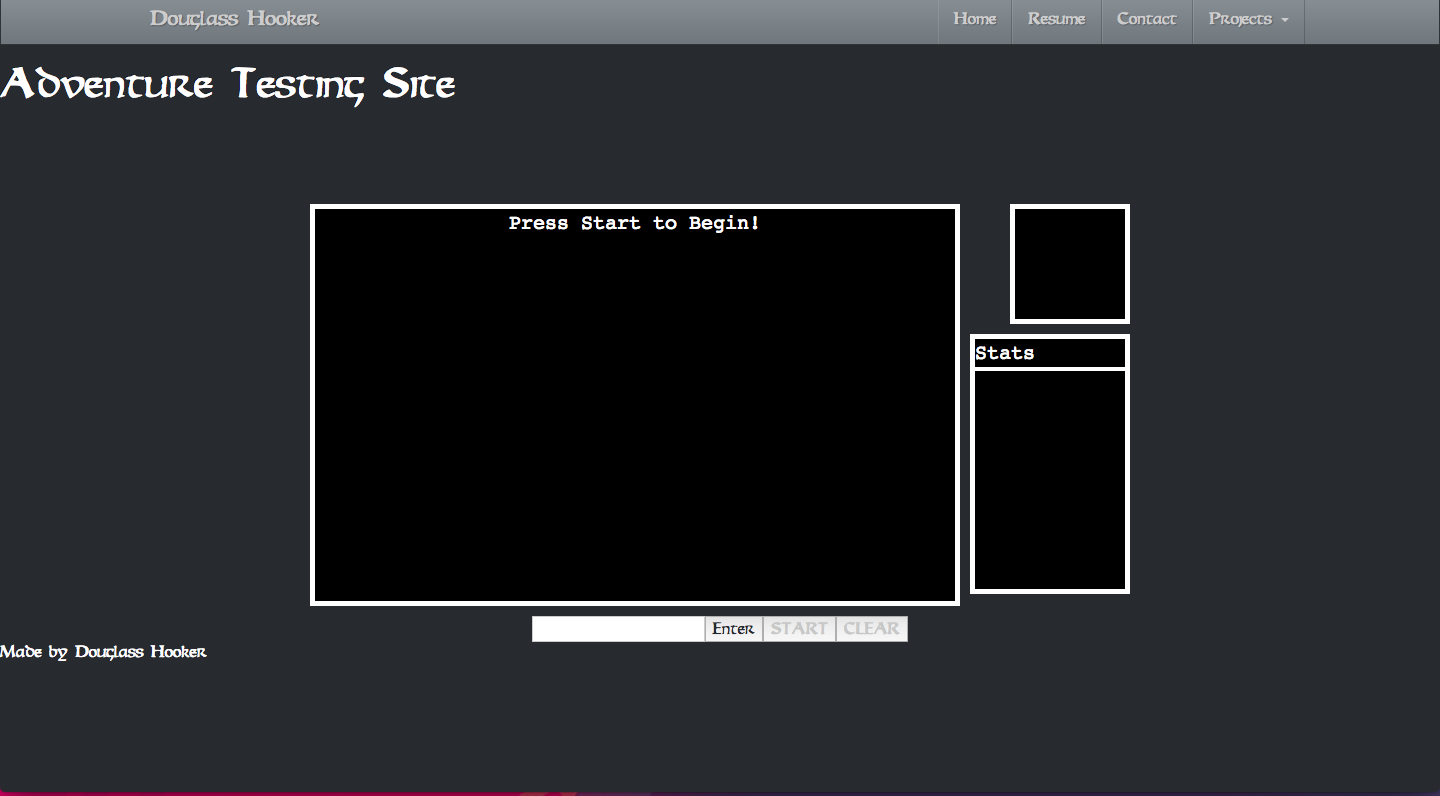 Douglass Hooker Home Resume Contact Projects
Adventure Testing Site
Press Start to Begin!
Stats
Enter START CLEAR
Made by Douglass Hooker